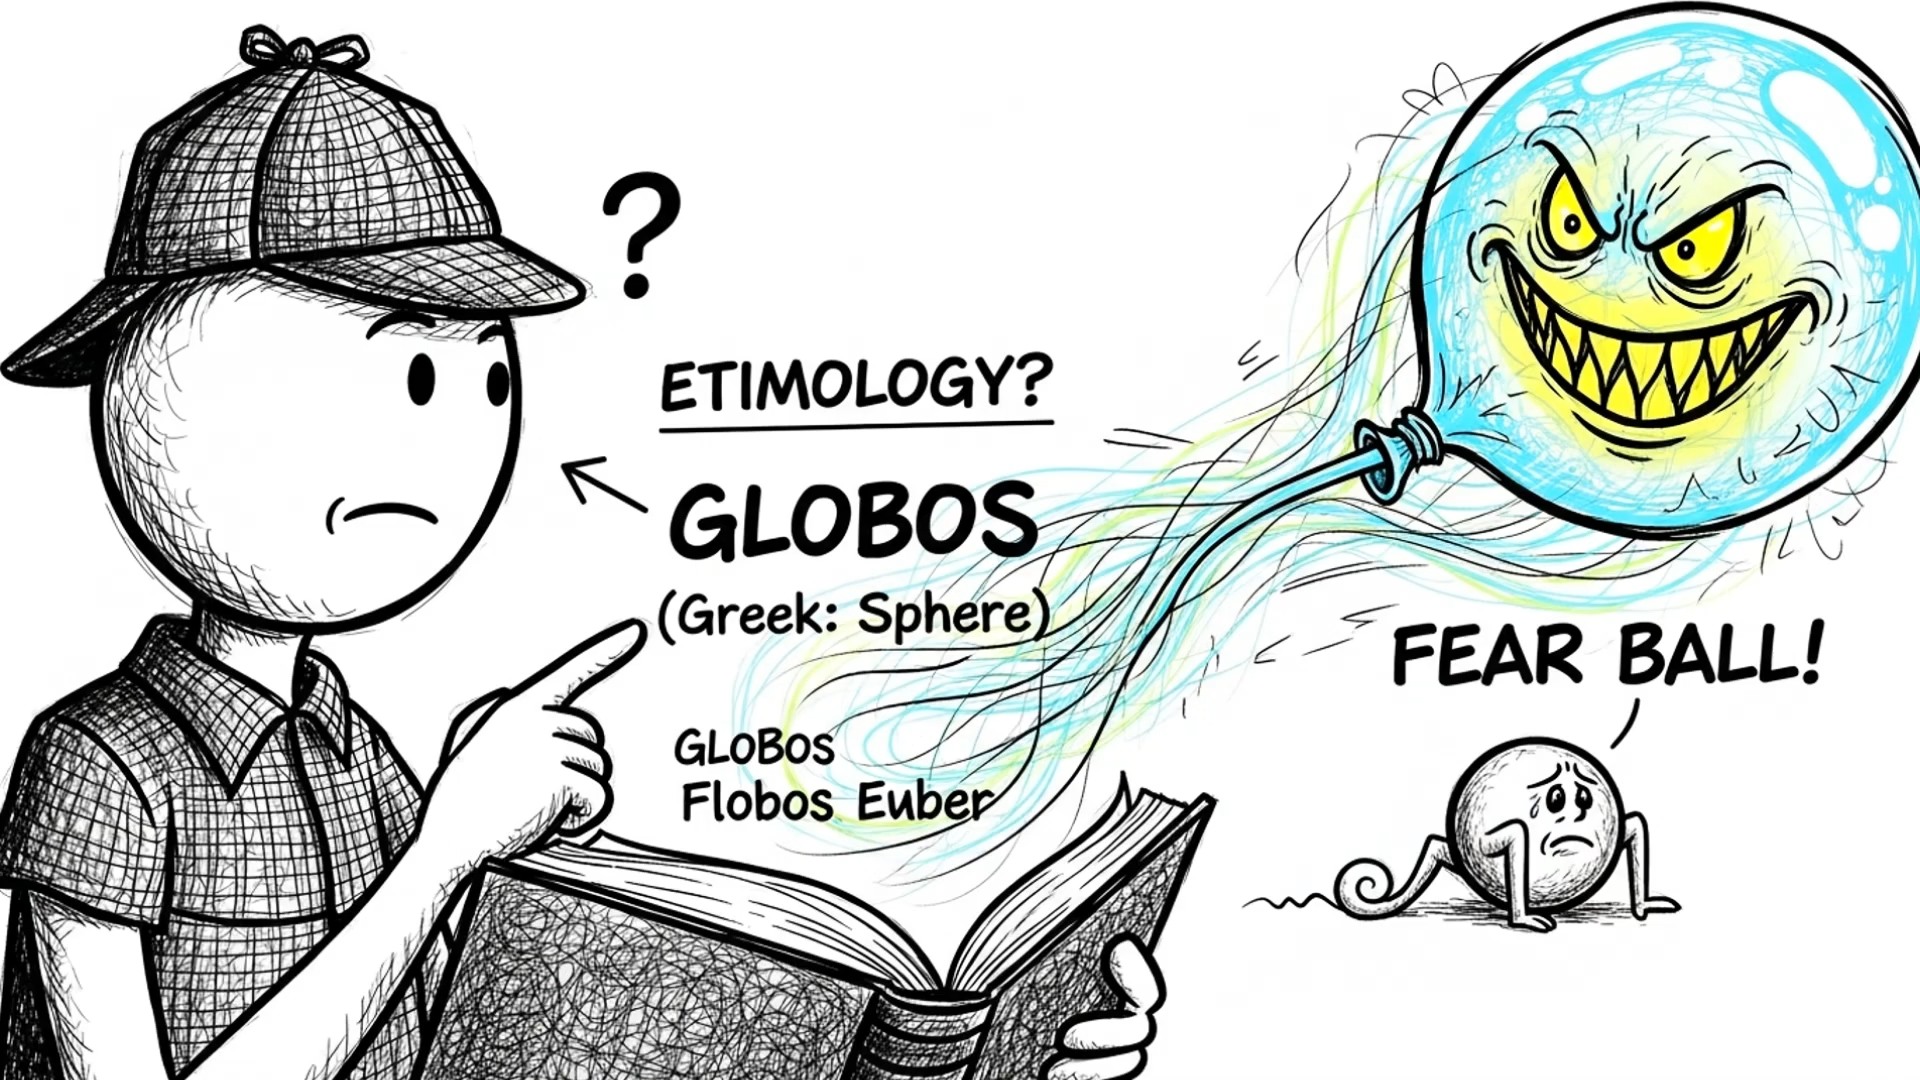 ?
ETIMOLOGY?
GLOBOS
(Greek: Sphere)
GLOBOS
Flobos Euber
FEAR BALL!